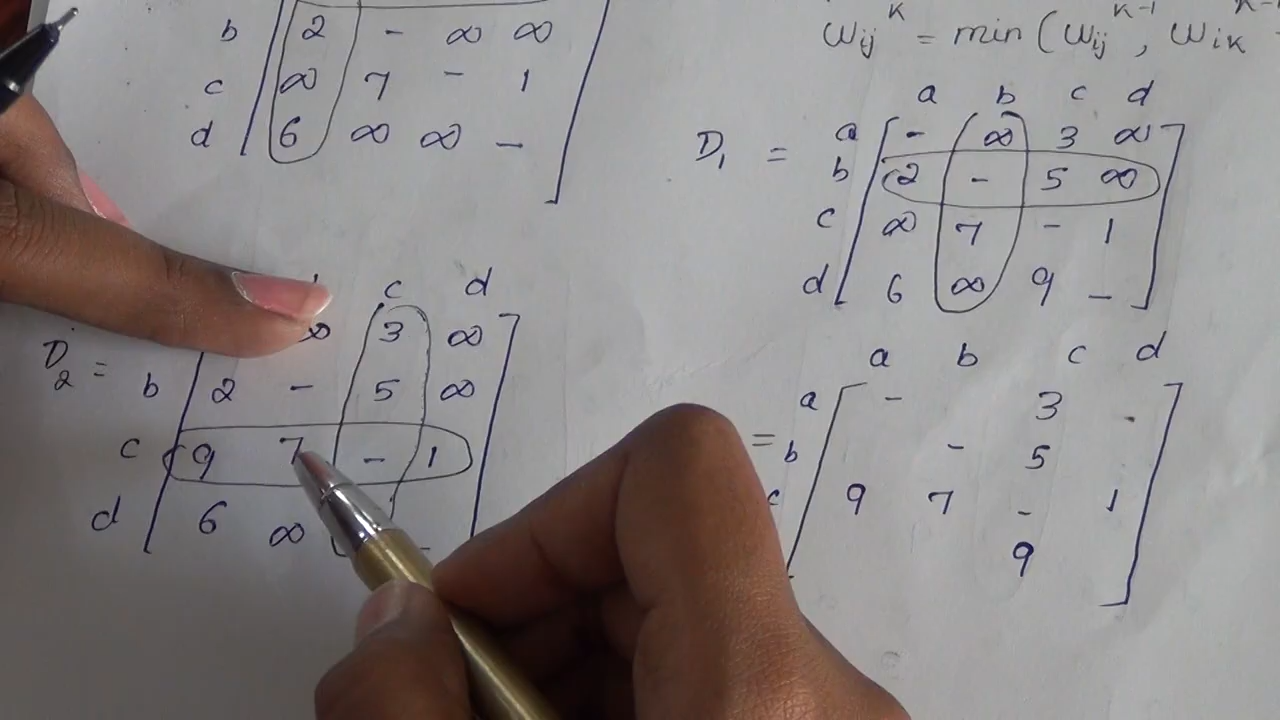 b 2 - ∞ ∞
c ∞ 7 - 1
d 6 ∞ ∞ -
wij^k = min (wij^k-1, wik^k-1
a b c d
D1 = a - ∞ 3 ∞
b 2 - 5 ∞
c ∞ 7 - 1
d 6 ∞ 9 -
c d
∞ 3 ∞
D2 = b 2 - 5 ∞
c 9 7 - 1
d 6 ∞ -
a b c d
a - 3
= b - 5
c 9 7 - 1
9